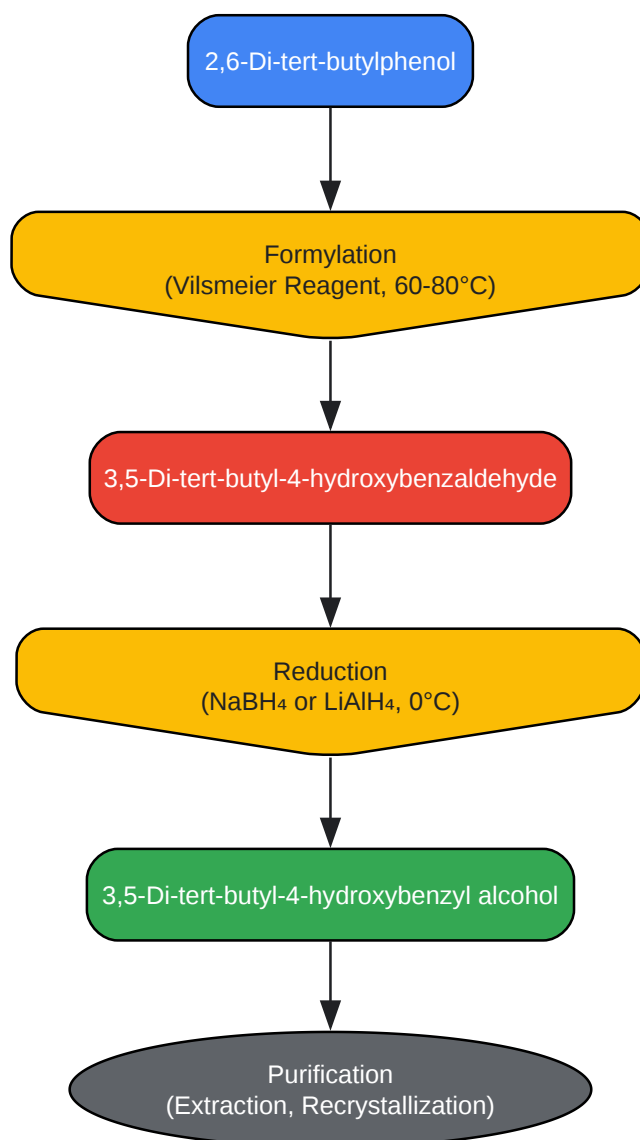 2,6-Di-tert-butylphenol
Formylation
(Vilsmeier Reagent, 60-80°C)
3,5-Di-tert-butyl-4-hydroxybenzaldehyde
Reduction
(NaBH₄ or LiAlH₄, 0°C)
3,5-Di-tert-butyl-4-hydroxybenzyl alcohol
Purification
(Extraction, Recrystallization)